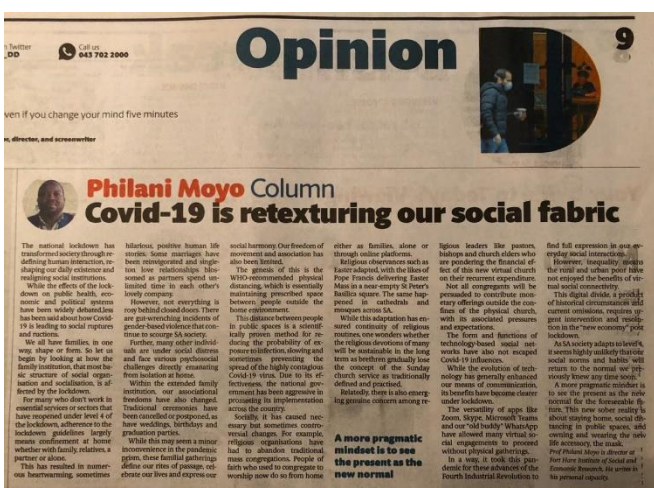 n Twitter
_DD
Call us
043 702 2000
Opinion
9
ven if you change your mind five minutes
director, and screenwriter
Philani Moyo Column
Covid-19 is retexturing our social fabric
The national lockdown has
transformed society through re-
defining human interaction, re-
shaping our daily existence and
realigning social institutions.
While the effects of the lock-
down on public health, eco-
nomic and political systems
have been widely debated, less
has been said about how Covid-
19 is leading to social ruptures
and ructions.
We all have families, in one
way, shape or form. So let us
begin by looking at how the
family institution, that most ba-
sic structure of social organ-
isation and socialisation, is af-
fected by the lockdown.
For many who don't work in
essential services or sectors that
have reopened under level 4 of
the lockdown, adherence to the
lockdown guidelines largely
means confinement at home
whether with family, relatives, a
partner or alone.
This has resulted in numer-
ous heartwarming, sometimes
hilarious, positive human life
stories. Some marriages have
been reinvigorated and single-
ton love relationships blos-
somed as partners spend un-
limited time in each other's
lovely company.
However, not everything is
rosy behind closed doors. There
are gut-wrenching incidents of
gender-based violence that con-
tinue to scourge SA society.
Further, many other individ-
uals are under social distress
and face various psychosocial
challenges directly emanating
from isolation at home.
Within the extended family
institution, our associational
freedoms have also changed.
Traditional ceremonies have
been cancelled or postponed, as
have weddings, birthdays and
graduation parties.
While this may seem a minor
inconvenience in the pandemic
prism, these familial gatherings
define our rites of passage, cel-
ebrate our lives and express our
social harmony. Our freedom of
movement and association has
also been limited.
The genesis of this is the
WHO-recommended physical
distancing, which is essentially
maintaining prescribed space
between people outside the
home environment.
This distance between people
in public spaces is a scientif-
ically proven method for re-
ducing the probability of ex-
posure to infection, slowing and
sometimes preventing the
spread of the highly contagious
Covid-19 virus. Due to its ef-
fectiveness, the national gov-
ernment has been aggressive in
promoting its implementation
across the country.
Socially, it has caused nec-
essary but sometimes contro-
versial changes. For example,
religious organisations have
had to abandon traditional
mass congregations. People of
faith who used to congregate to
worship now do so from home
either as families, alone or
through online platforms.
Religious observances such as
Easter adapted, with the likes of
Pope Francis delivering Easter
Mass in a near-empty St Peter's
Basilica square. The same hap-
pened in cathedrals and
mosques across SA.
While this adaptation has en-
sured continuity of religious
routines, one wonders whether
the religious devotions of many
will be sustainable in the long
term as brethren gradually lose
the concept of the Sunday
church service as traditionally
defined and practised.
Relatedly, there is also emerg-
ing genuine concern among re-
A more pragmatic
mindset is to see
the present as the
new normal
ligious leaders like pastors,
bishops and church elders who
are pondering the financial ef-
fect of this new virtual church
on their recurrent expenditure.
Not all congregants will be
persuaded to contribute mon-
etary offerings outside the con-
fines of the physical church,
with its associated pressures
and expectations.
The form and functions of
technology-based social net-
works have also not escaped
Covid-19 influences.
While the evolution of tech-
nology has generally enhanced
our means of communication,
its benefits have become clearer
under lockdown.
The versatility of apps like
Zoom, Skype, Microsoft Teams
and our "old buddy" WhatsApp
have allowed many virtual so-
cial engagements to proceed
without physical gatherings.
In a way, it took this pan-
demic for these advances of the
Fourth Industrial Revolution to
find full expression in our ev-
eryday social interactions.
However, inequality means
the rural and urban poor have
not enjoyed the benefits of vir-
tual social connectivity.
This digital divide, a product
of historical circumstances and
current omissions, requires ur-
gent intervention and resolu-
tion in the "new economy" post
lockdown.
As SA society adapts to level 4,
it seems highly unlikely that our
social norms and habits will
return to the normal we pre-
viously knew any time soon.
A more pragmatic mindset is
to see the present as the new
normal for the foreseeable fu-
ture. This new sober reality is
about staying home, social dis-
tancing in public spaces, and
owning and wearing the new
life accessory, the mask.
Prof Philani Moyo is director of
Fort Hare Institute of Social and
Economic Research. He writes in
his personal capacity.